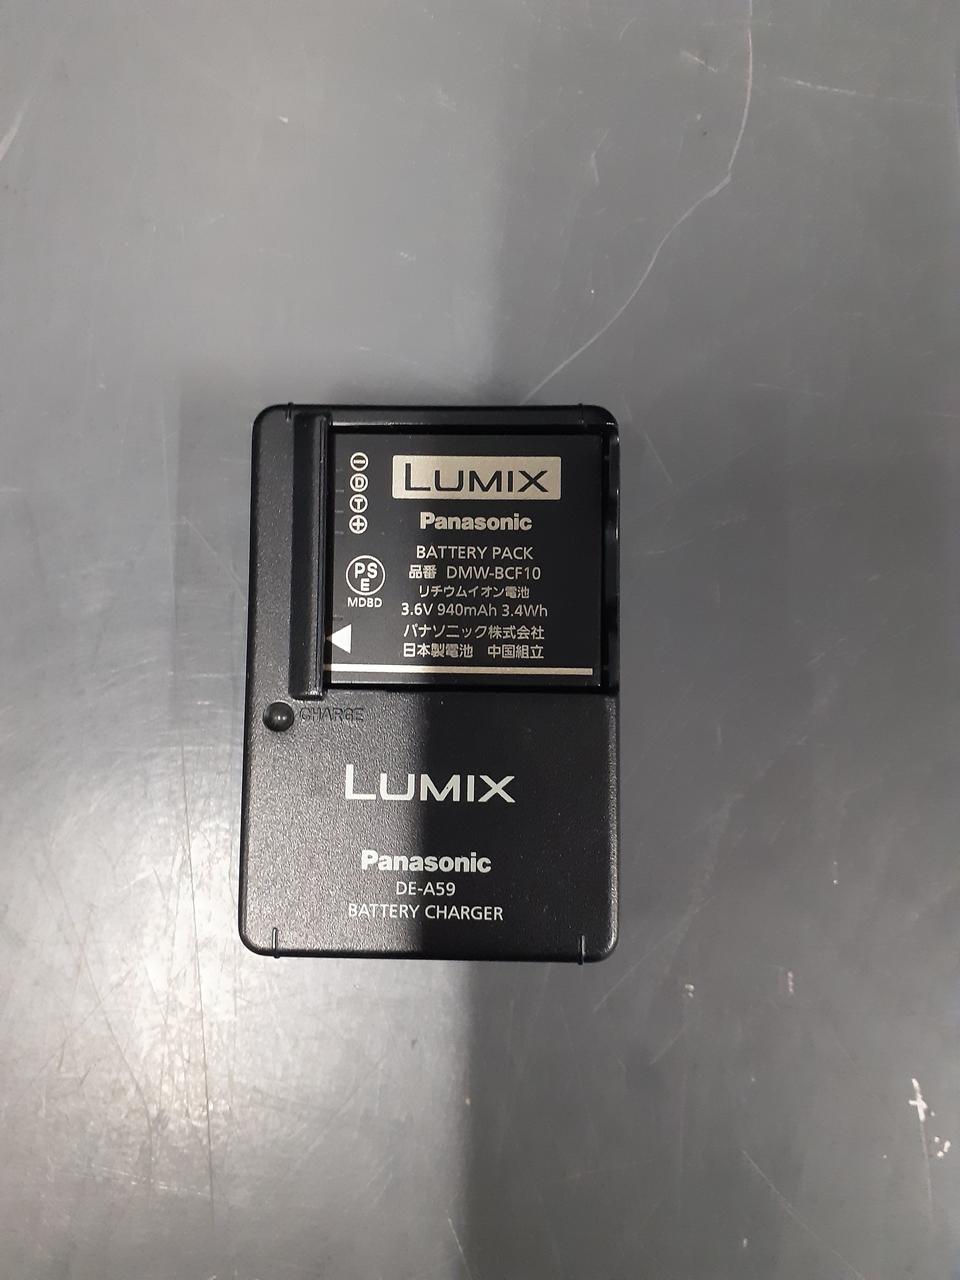 LUMIX
Panasonic
BATTERY PACK
品番 DMW-BCF10
リチウムイオン電池
3.6V 940mAh 3.4Wh
パナソニック株式会社
日本製電池 中国組立
− D T +
PS
E
MDBD
CHARGE
LUMIX
Panasonic
DE-A59
BATTERY CHARGER